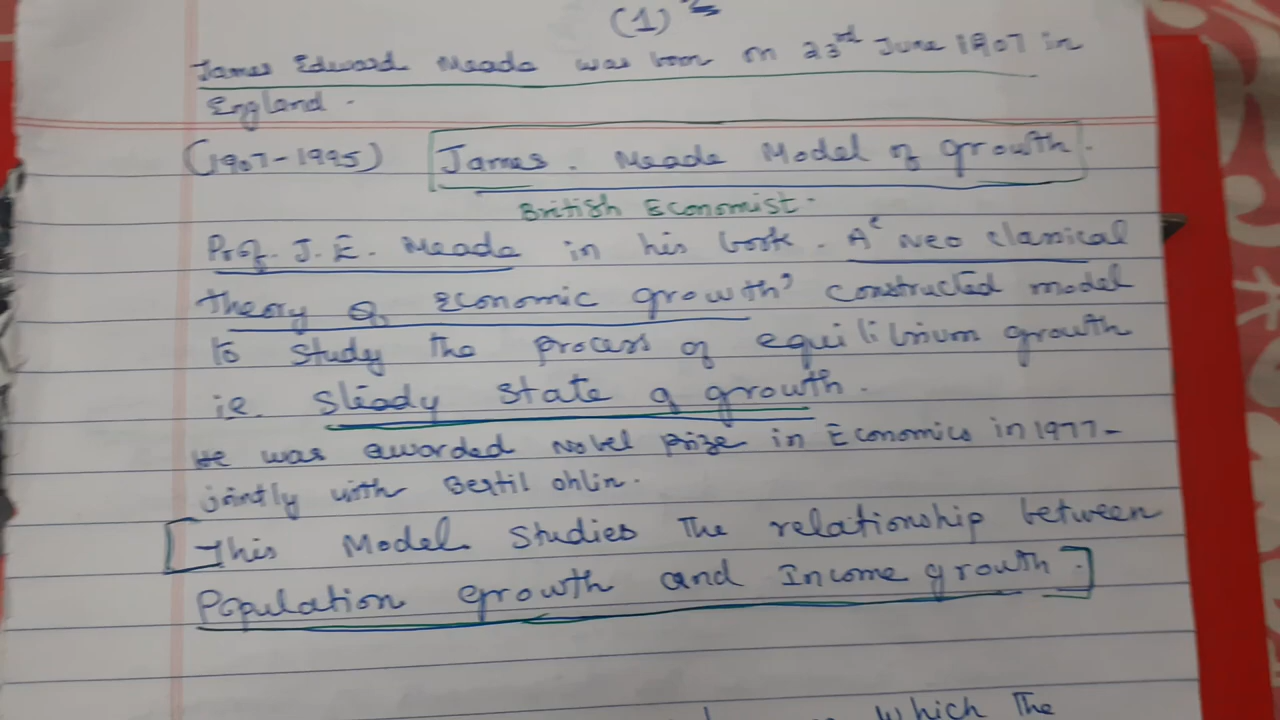 (1)
James Edward Meade was born on 23rd June 1907 in
England.
(1907-1995) James. Meade Model of growth.
British Economist.
Prof. J. E. Meade in his book. A' Neo classical
theory of Economic growth' constructed model
to study the process of equilibrium growth
ie. Steady State of growth.
He was awarded Novel prize in Economics in 1977-
jointly with Bertil ohlin.
[This Model Studies The relationship between
Population growth and Income growth.]
which The